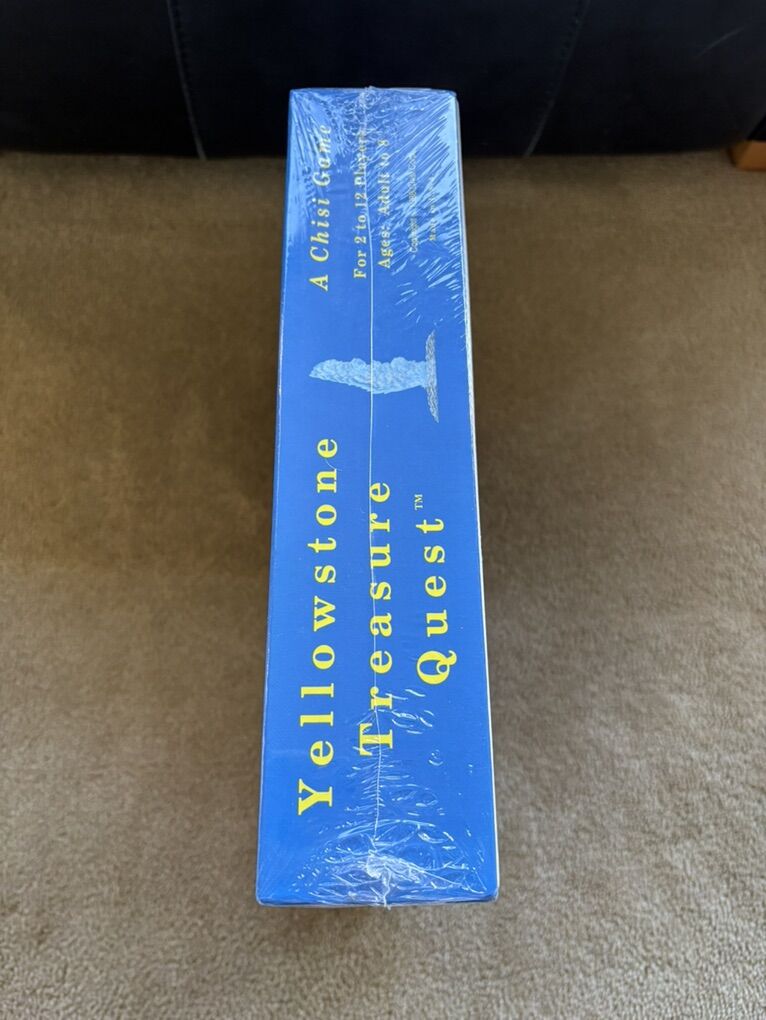 Yellowstone
Treasure
Quest™
A Chisi Game
For 2 to 12 Players
Ages: Adult to 8